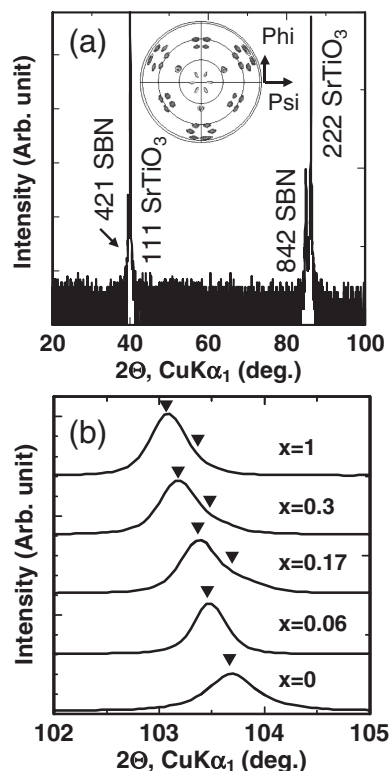 (a)
Phi
Psi
Intensity (Arb. unit)
421 SBN
111 SrTiO₃
842 SBN
222 SrTiO₃
20 40 60 80 100
2Θ, CuKα₁ (deg.)
(b)
Intensity (Arb. unit)
x=1
x=0.3
x=0.17
x=0.06
x=0
102 103 104 105
2Θ, CuKα₁ (deg.)